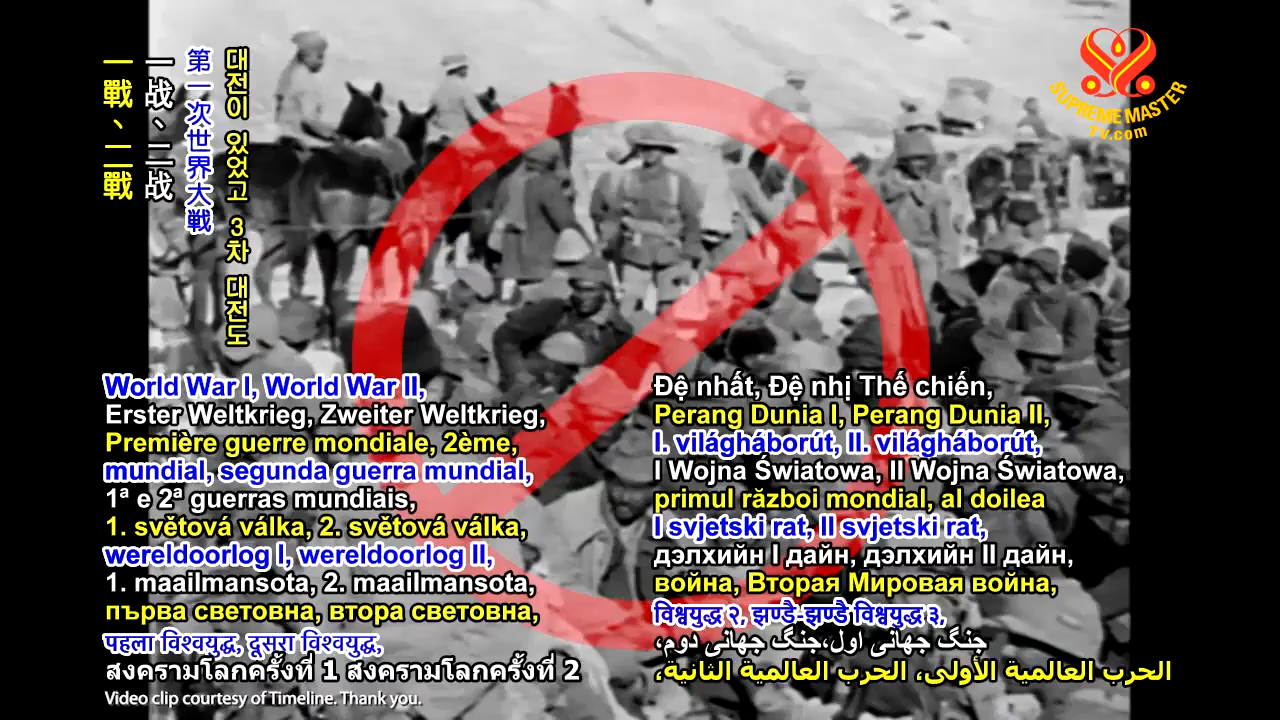 一戰、二戰
一战、二战
第一次世界大戦
대전이 있었고 3차 대전도
SUPREME MASTER
TV.com
World War I, World War II,
Erster Weltkrieg, Zweiter Weltkrieg,
Première guerre mondiale, 2ème,
mundial, segunda guerra mundial,
1ª e 2ª guerras mundiais,
1. světová válka, 2. světová válka,
wereldoorlog I, wereldoorlog II,
1. maailmansota, 2. maailmansota,
първа световна, втора световна,
पहला विश्वयुद्ध, दूसरा विश्वयुद्ध,
สงครามโลกครั้งที่ 1 สงครามโลกครั้งที่ 2
Video clip courtesy of Timeline. Thank you.
Đệ nhất, Đệ nhị Thế chiến,
Perang Dunia I, Perang Dunia II,
I. világháborút, II. világháborút,
I Wojna Światowa, II Wojna Światowa,
primul război mondial, al doilea
I svjetski rat, II svjetski rat,
дэлхийн I дайн, дэлхийн II дайн,
война, Вторая Мировая война,
विश्वयुद्ध २, झण्डै-झण्डै विश्वयुद्ध ३,
جنگ جهانی اول،جنگ جهانی دوم،
الحرب العالمية الأولى، الحرب العالمية الثانية،